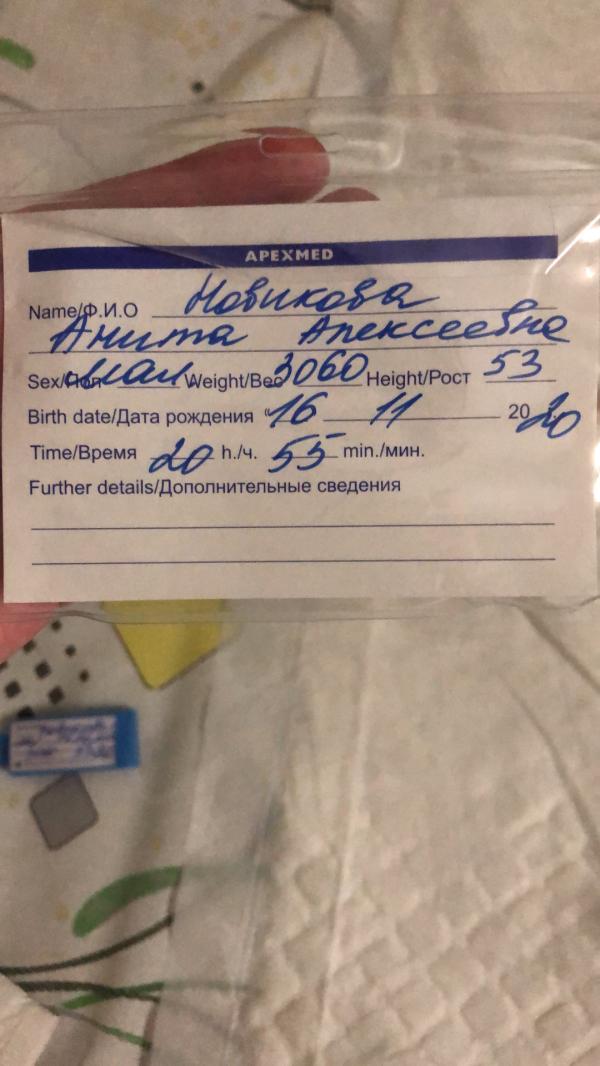 APEXMED
Name/Ф.И.О Новикова
Анита Алексеевна
Sex/Пол мал Weight/Вес 3060 Height/Рост 53
Birth date/Дата рождения “16 11 2020
Time/Время 20 h./ч. 55 min./мин.
Further details/Дополнительные сведения